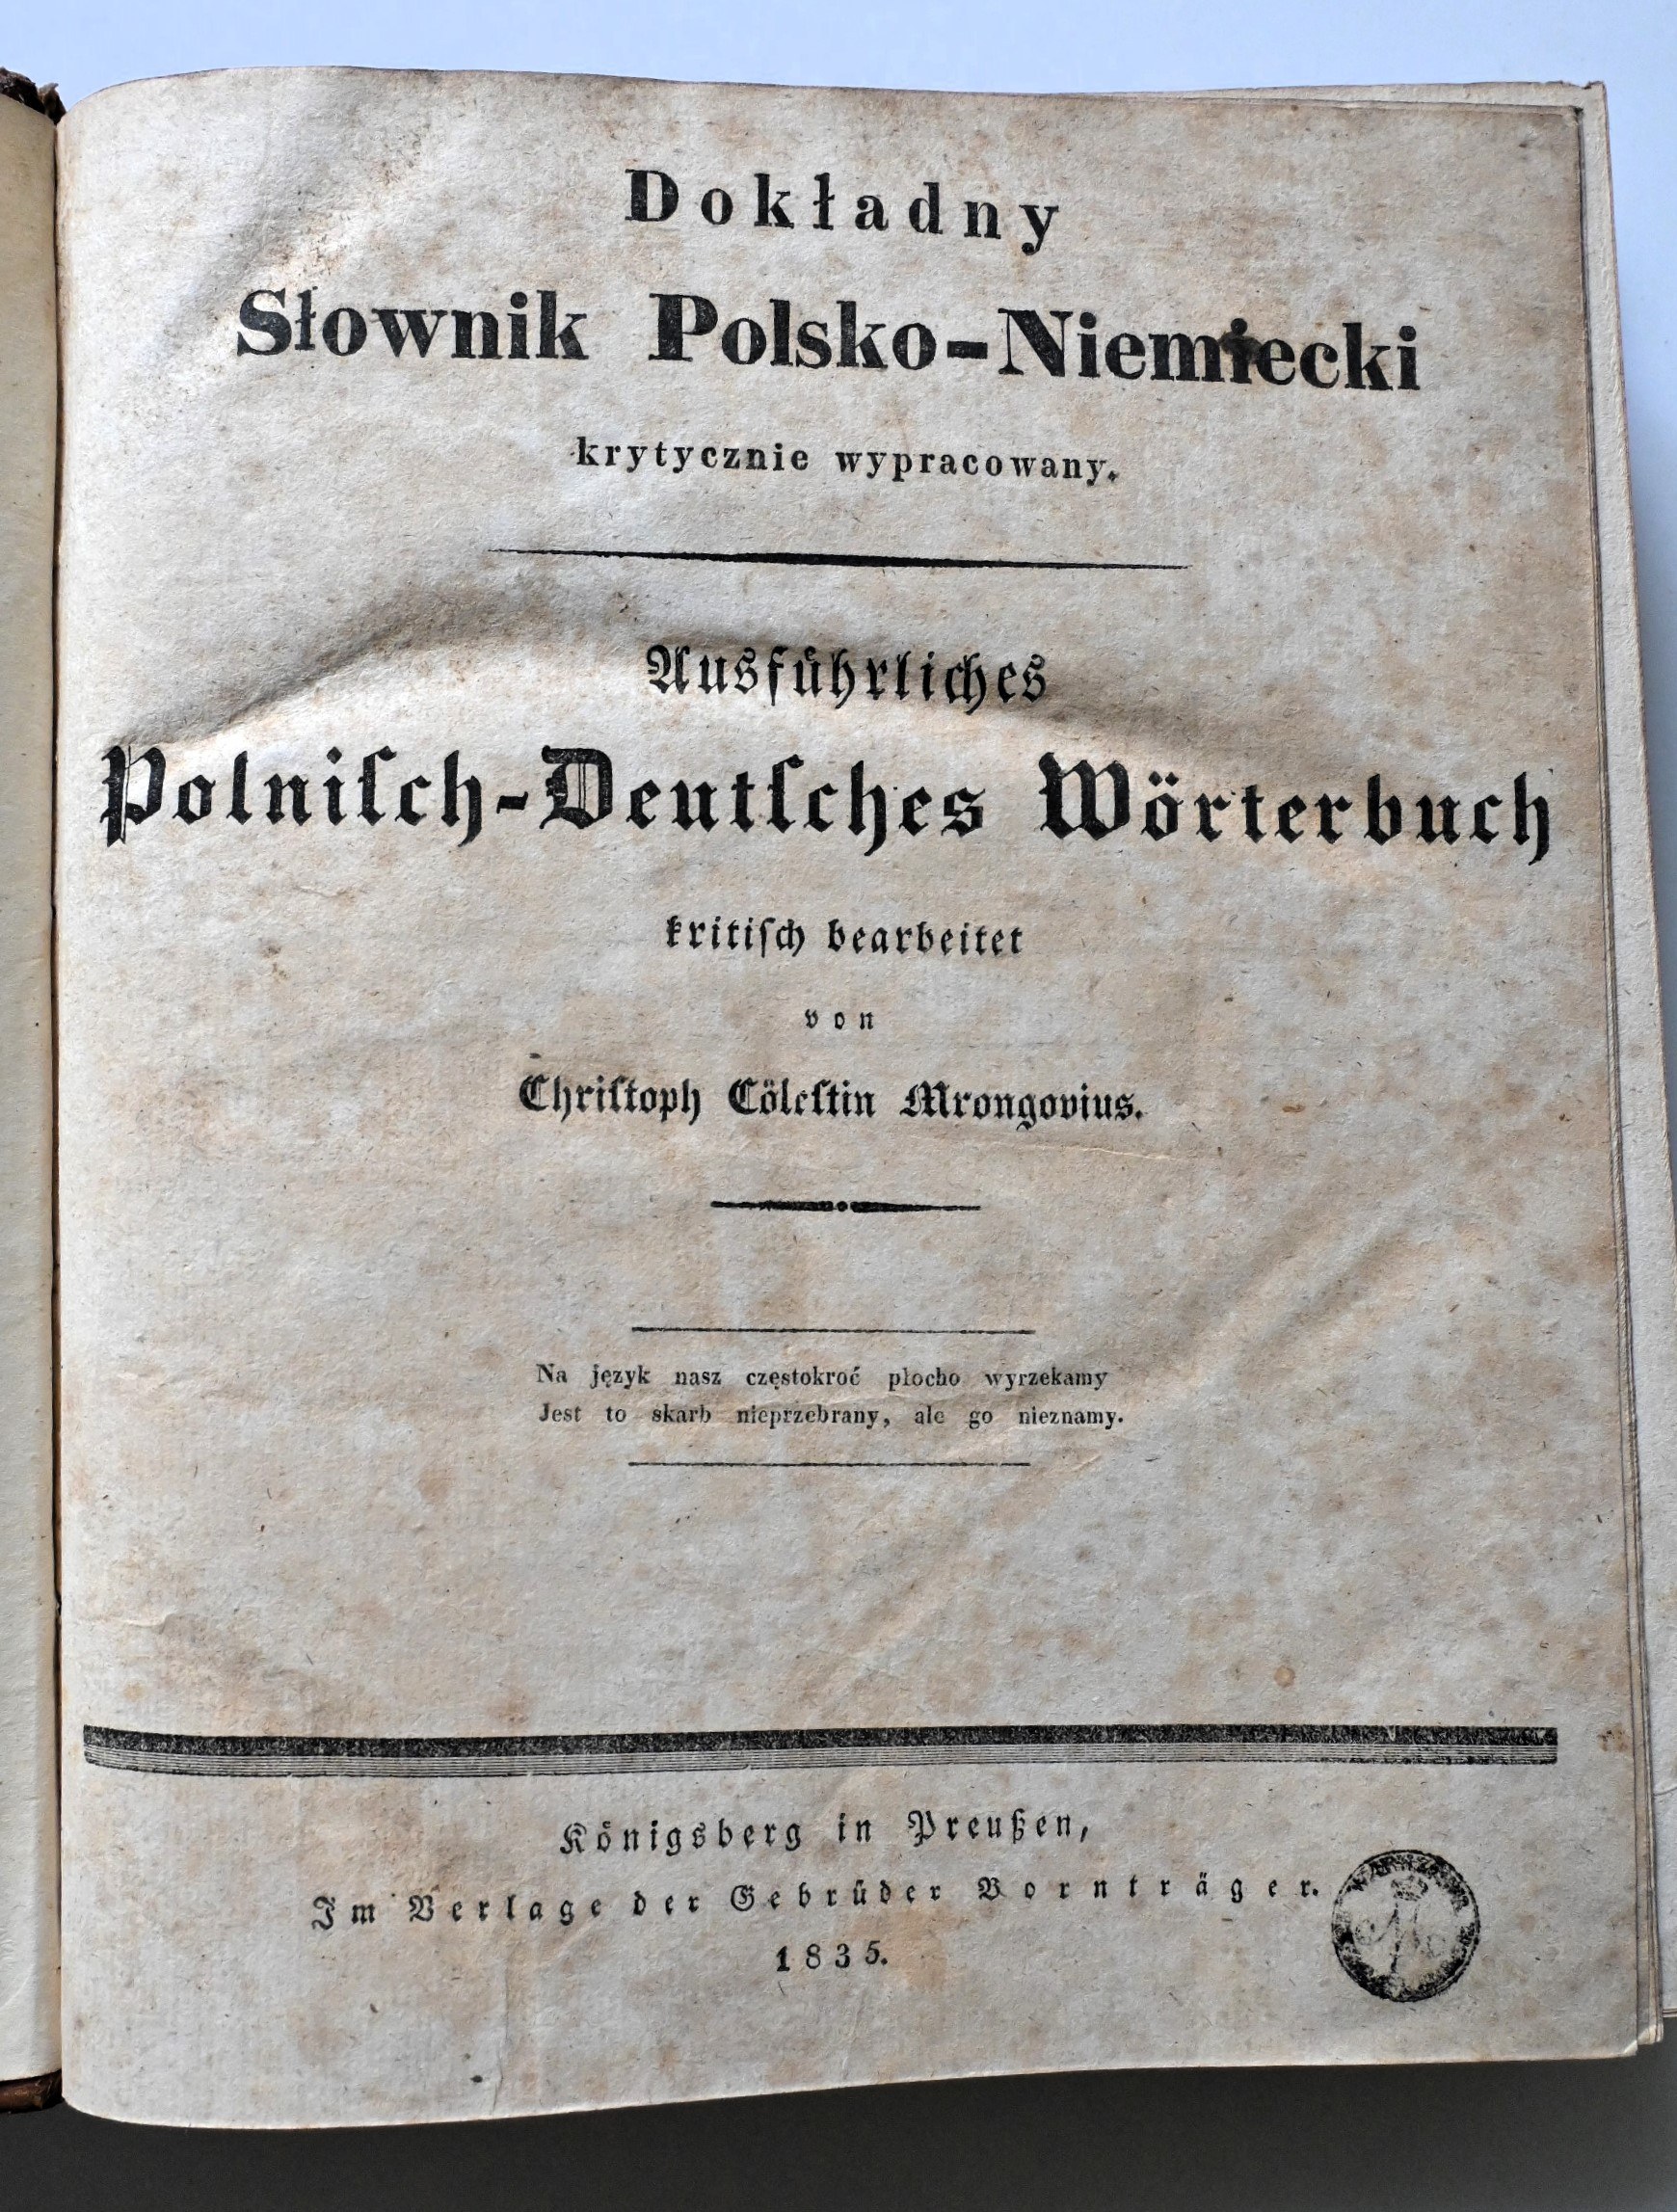 Dokładny
Słownik Polsko-Niemiecki
krytycznie wypracowany.
Ausführliches
Polniſch-Deutſches Wörterbuch
kritiſch bearbeitet
von
Chriſtoph Cöleſtin Mrongovius.
Na język nasz częstokroć płocho wyrzekamy
Jest to skarb nieprzebrany, ale go nieznamy.
Königsberg in Preußen,
Im Verlage der Gebrüder Bornträger.
1835.